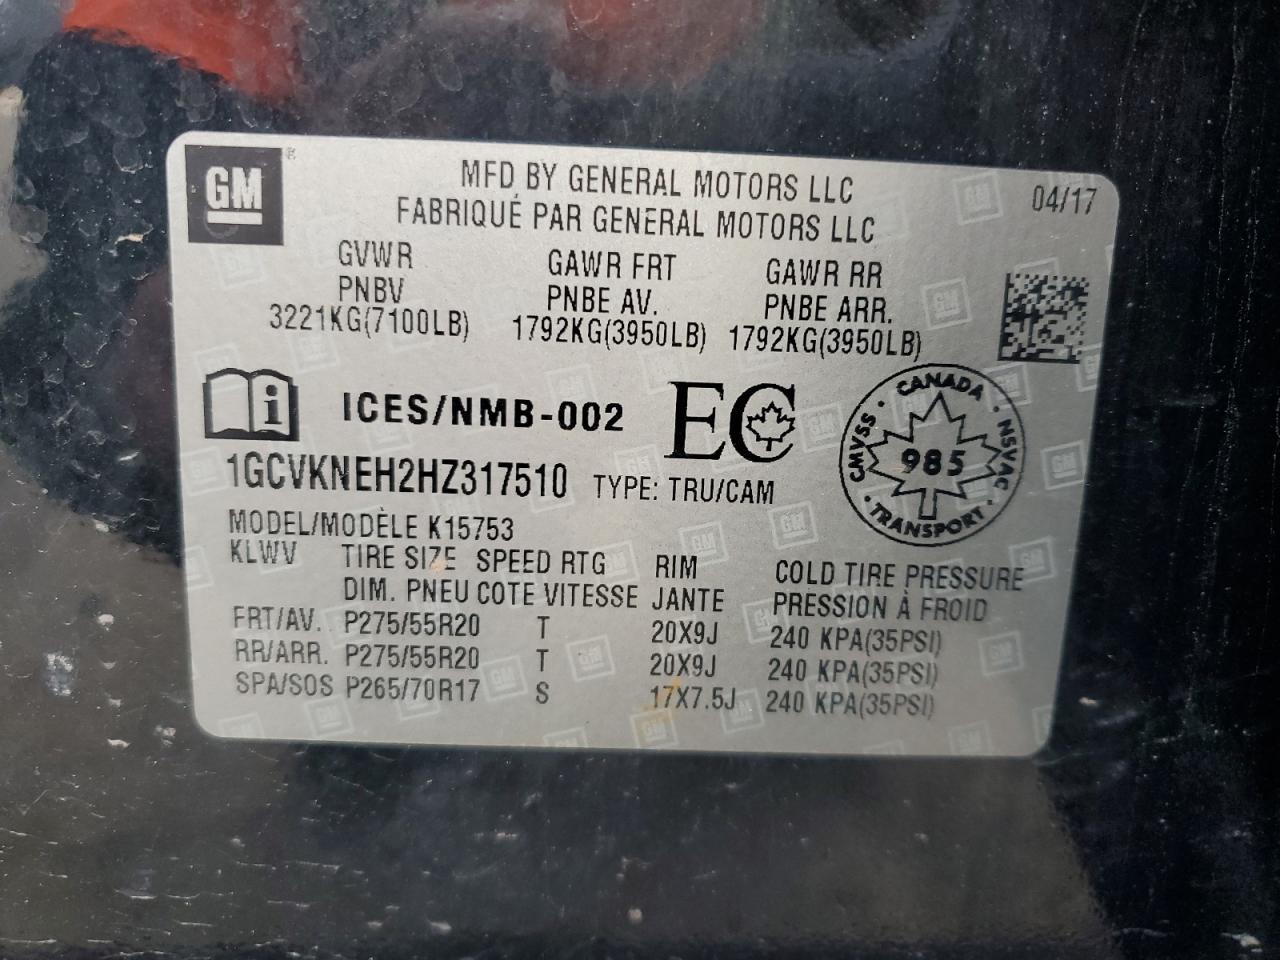 GM
MFD BY GENERAL MOTORS LLC
04/17
FABRIQUÉ PAR GENERAL MOTORS LLC
GVWR GAWR FRT GAWR RR
PNBV PNBE AV. PNBE ARR.
3221KG(7100LB) 1792KG(3950LB) 1792KG(3950LB)
i ICES/NMB-002 EC
CANADA
CMVSS · 985 · NSVAC
TRANSPORT
1GCVKNEH2HZ317510 TYPE: TRU/CAM
MODEL/MODÈLE K15753
KLWV TIRE SIZE SPEED RTG RIM COLD TIRE PRESSURE
DIM. PNEU COTE VITESSE JANTE PRESSION À FROID
FRT/AV. P275/55R20 T 20X9J 240 KPA(35PSI)
RR/ARR. P275/55R20 T 20X9J 240 KPA(35PSI)
SPA/SOS P265/70R17 S 17X7.5J 240 KPA(35PSI)